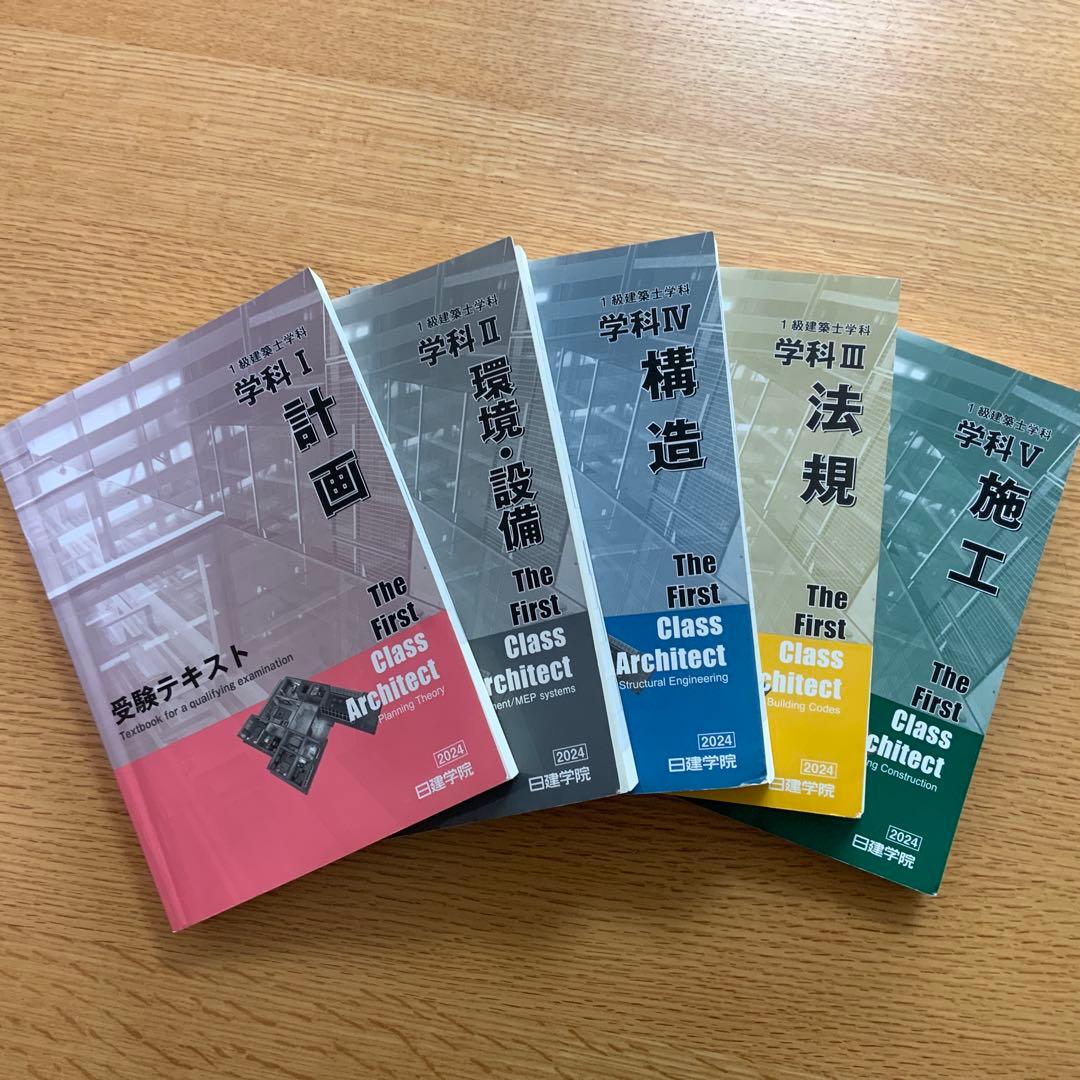 1級建築士学科
学科Ⅰ
計画
The
First
Class
Architect
Planning Theory
受験テキスト
Textbook for a qualifying examination
2024
日建学院
1級建築士学科
学科Ⅱ
環境・設備
The
First
Class
rchitect
ment/MEP systems
2024
日建学院
1級建築士学科
学科Ⅳ
構造
The
First
Class
Architect
Structural Engineering
2024
日建学院
1級建築士学科
学科Ⅲ
法規
The
First
Class
chitect
Building Codes
2024
日建学院
1級建築士学科
学科Ⅴ
施工
The
First
Class
chitect
ng Construction
2024
日建学院